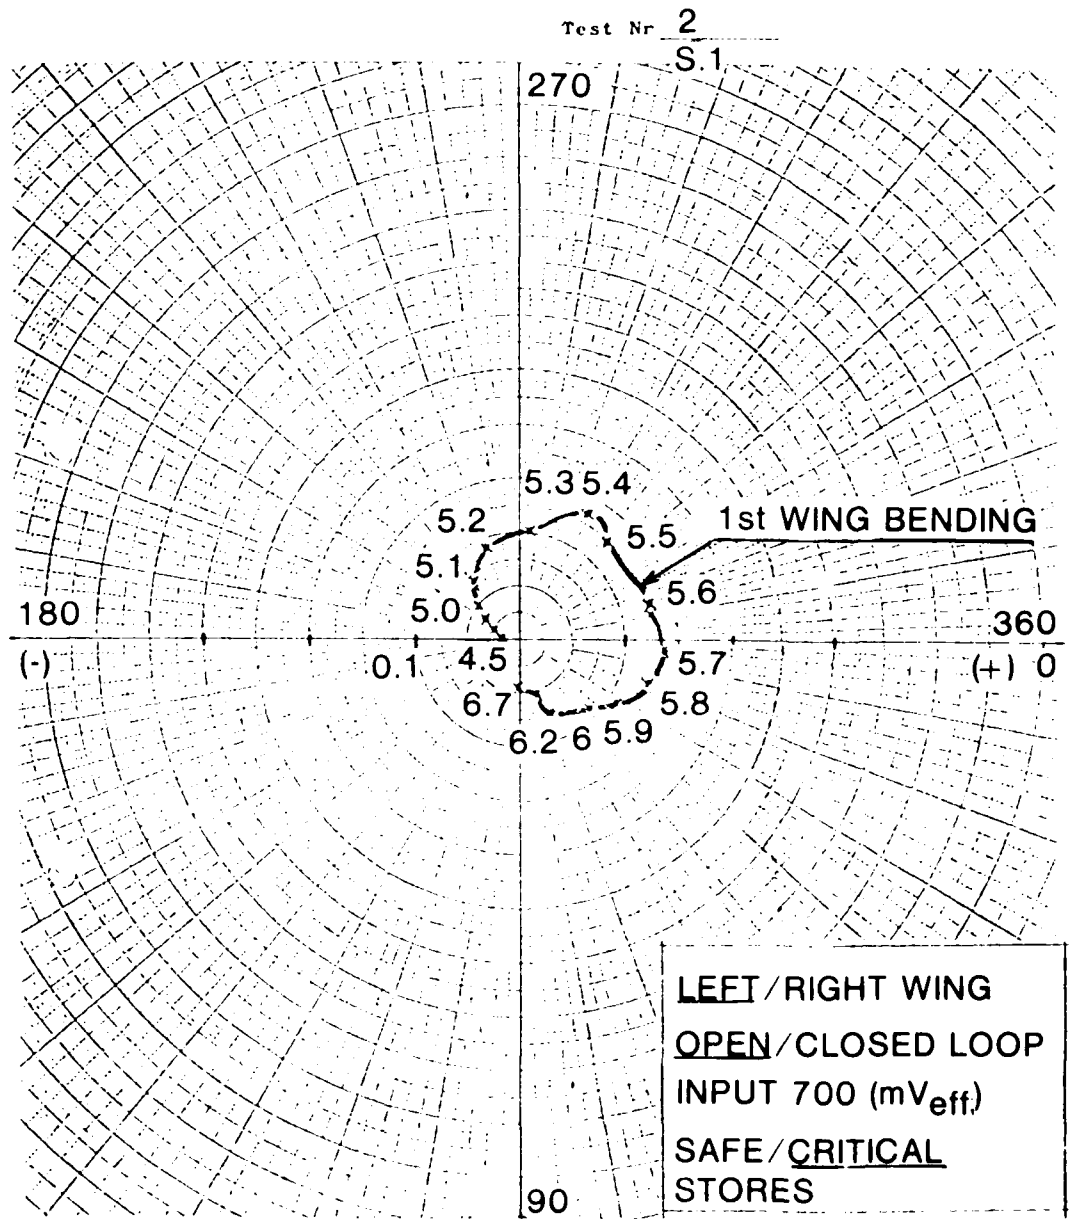 Test Nr 2
S.1
270
5.3 5.4
5.2
5.5
1st WING BENDING
5.1
5.6
5.0
180
360
(-)
0.1
4.5
5.7
(+) 0
6.7
5.8
6.2 6 5.9
LEFT/RIGHT WING
OPEN/CLOSED LOOP
INPUT 700 (mVeff.)
SAFE/CRITICAL
STORES
90